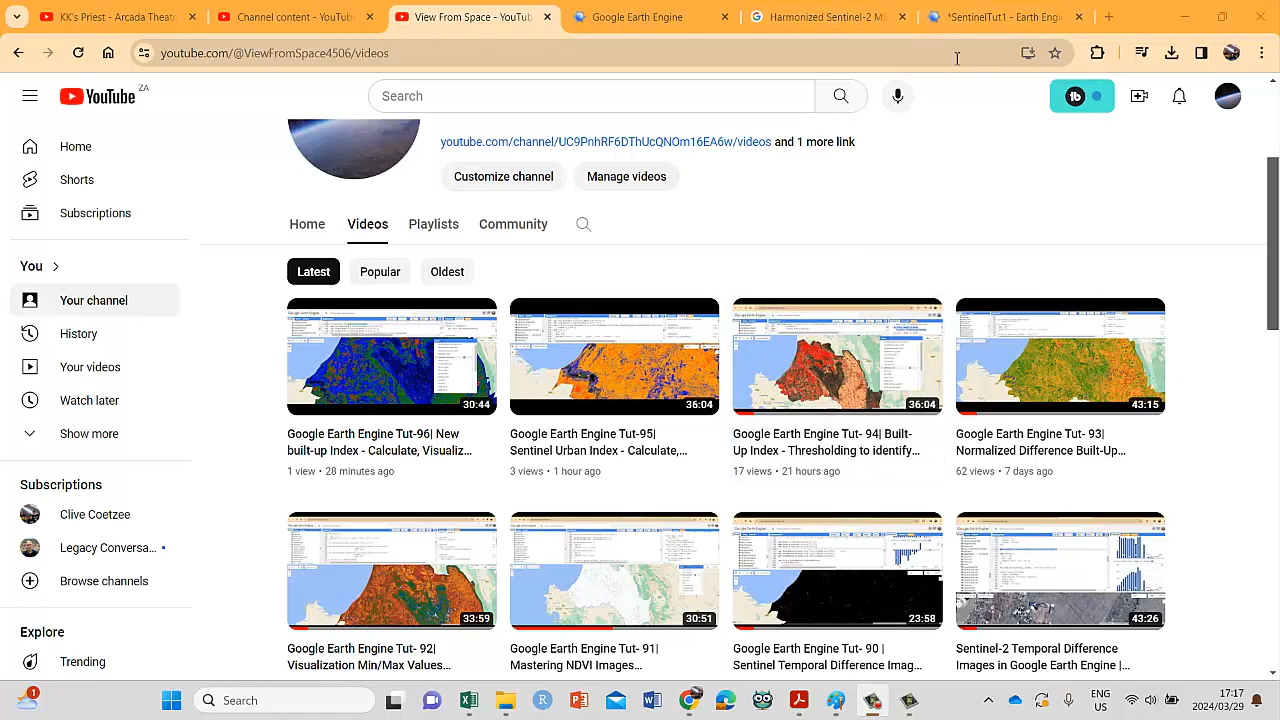 KK's Priest - Arcada Theatr
Channel content - YouTub
View From Space - YouTub
Google Earth Engine
Harmonized Sentinel-2 MS
*SentinelTut1 - Earth Engi
youtube.com/@ViewFromSpace4506/videos
YouTube ZA
Search
tb
Home
youtube.com/channel/UC9PnhRF6DThUcQNOm16EA6w/videos and 1 more link
Shorts
Customize channel
Manage videos
Subscriptions
Home
Videos
Playlists
Community
You
Latest
Popular
Oldest
Your channel
History
Your videos
Watch later
Show more
30:44
36:04
36:04
43:15
Google Earth Engine Tut-96| New
built-up Index - Calculate, Visualiz...
1 view • 28 minutes ago
Google Earth Engine Tut-95|
Sentinel Urban Index - Calculate,...
3 views • 1 hour ago
Google Earth Engine Tut- 94| Built-
Up Index - Thresholding to identify...
17 views • 21 hours ago
Google Earth Engine Tut- 93|
Normalized Difference Built-Up...
62 views • 7 days ago
Subscriptions
Clive Coetzee
Legacy Conversa...
Browse channels
Explore
Trending
33:59
30:51
23:58
43:26
Google Earth Engine Tut- 92|
Visualization Min/Max Values...
Google Earth Engine Tut- 91|
Mastering NDVI Images...
Google Earth Engine Tut- 90 |
Sentinel Temporal Difference Imag...
Sentinel-2 Temporal Difference
Images in Google Earth Engine |...
1
Search
ENG
US
17:17
2024/03/29